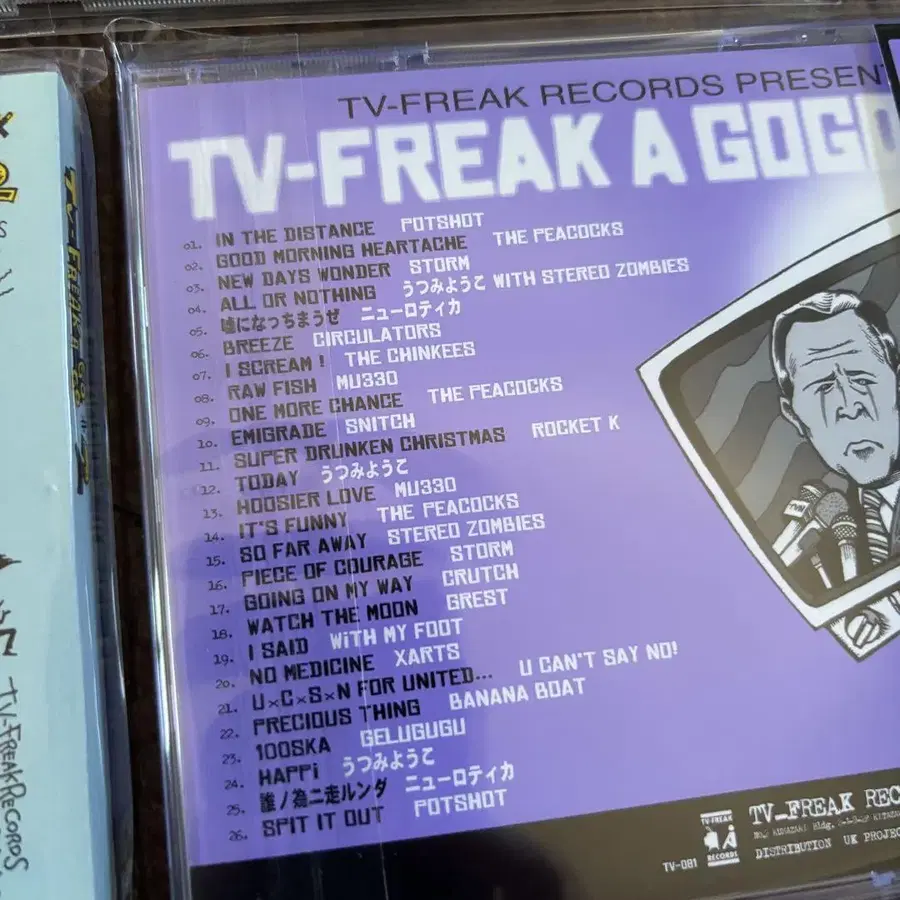 TV-FREAK RECORDS PRESENT
TV-FREAK A GOGO
01. IN THE DISTANCE POTSHOT
02. GOOD MORNING HEARTACHE THE PEACOCKS
03. NEW DAYS WONDER STORM
04. ALL OR NOTHING うつみようこ WITH STEREO ZOMBIES
05. 嘘になっちまうぜ ニューロティカ
06. BREEZE CIRCULATORS
07. I SCREAM! THE CHINKEES
08. RAW FISH MU330
09. ONE MORE CHANCE THE PEACOCKS
10. EMIGRADE SNITCH
11. SUPER DRUNKEN CHRISTMAS ROCKET K
12. TODAY うつみようこ
13. HOOSIER LOVE MU330
14. IT'S FUNNY THE PEACOCKS
15. SO FAR AWAY STEREO ZOMBIES
16. PIECE OF COURAGE STORM
17. GOING ON MY WAY CRUTCH
18. WATCH THE MOON GREST
19. I SAID WiTH MY FOOT
20. NO MEDICINE XARTS
21. U×C×S×N FOR UNITED... U CAN'T SAY NO!
22. PRECIOUS THING BANANA BOAT
23. 100SKA GELUGUGU
24. HAPPi うつみようこ
25. 誰ノ為ニ走ルンダ ニューロティカ
26. SPIT IT OUT POTSHOT
TV-FREAK
RECORDS
TV-081
TV-FREAK REC
DISTRIBUTION UK PROJEC
TV-FREAK A
TV-FREAK RECORDS